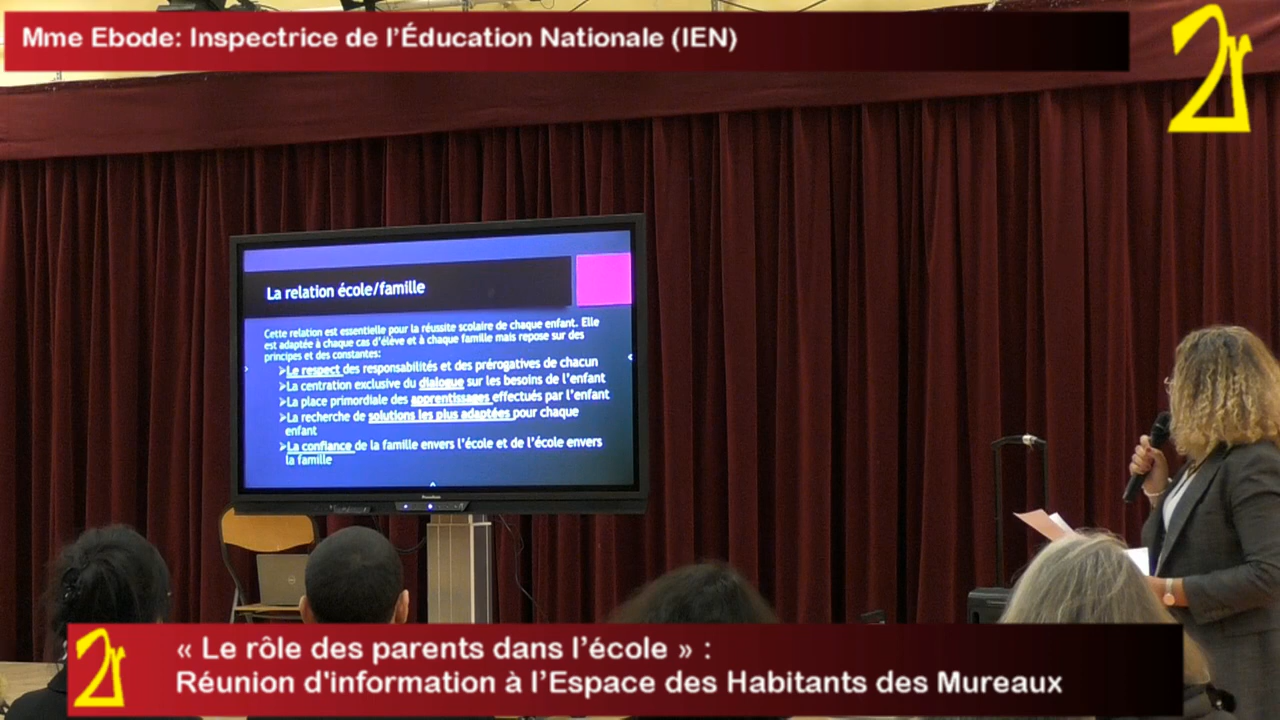 Mme Ebode: Inspectrice de l'Éducation Nationale (IEN)
2r
La relation école/famille
Cette relation est essentielle pour la réussite scolaire de chaque enfant. Elle
est adaptée à chaque cas d'élève et à chaque famille mais repose sur des
principes et des constantes:
➢Le respect des responsabilités et des prérogatives de chacun
➢La centration exclusive du dialogue sur les besoins de l'enfant
➢La place primordiale des apprentissages effectués par l'enfant
➢La recherche de solutions les plus adaptées pour chaque
enfant
➢La confiance de la famille envers l'école et de l'école envers
la famille
2r
« Le rôle des parents dans l'école » :
Réunion d'information à l'Espace des Habitants des Mureaux